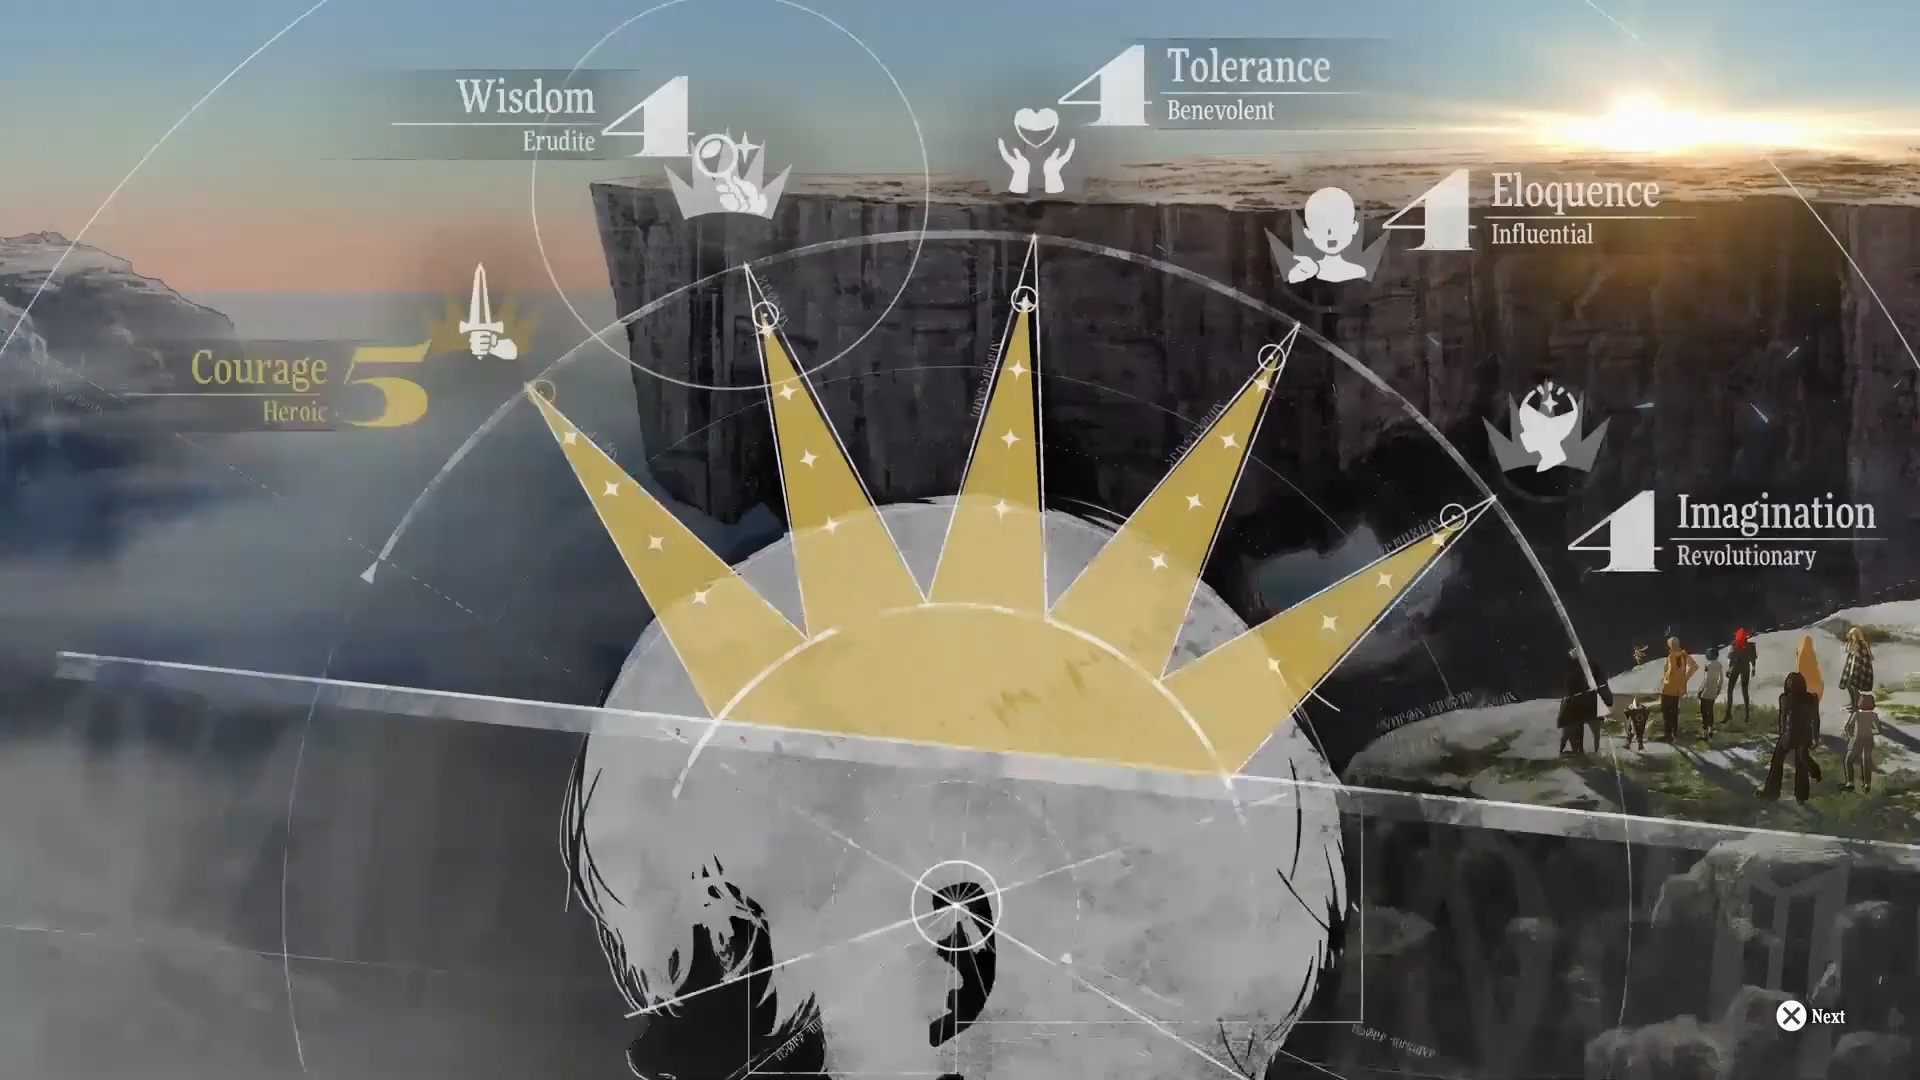 Wisdom
Erudite
4
4
Tolerance
Benevolent
4
Eloquence
Influential
Courage
Heroic
5
4
Imagination
Revolutionary
Next